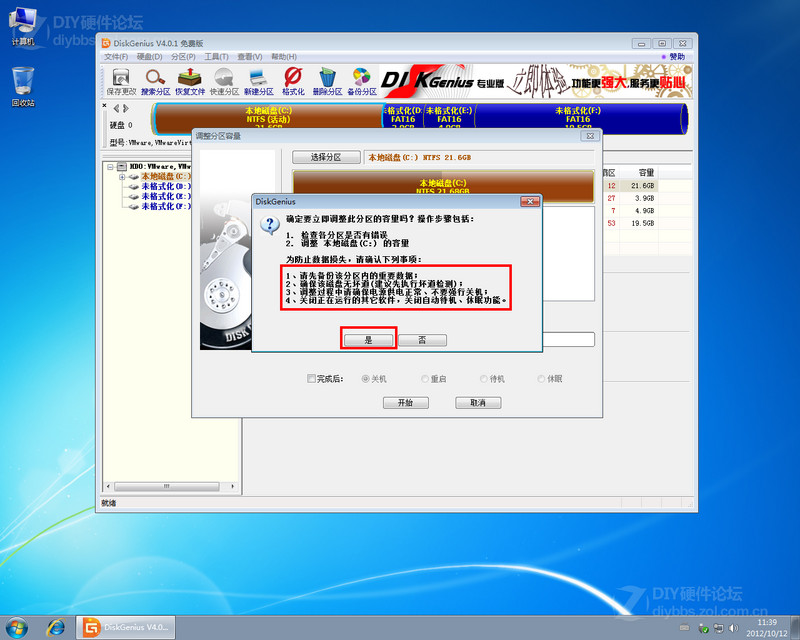 DIY硬件论坛
diybbs
计算机
回收站
DiskGenius V4.0.1 免费版
文件(F) 硬盘(D) 分区(P) 工具(T) 查看(V) 帮助(H)
赞助
保存更改 搜索分区 恢复文件 快速分区 新建分区 格式化 删除分区 备份分区
DISKGenius 专业版
立即体验
功能更强大,服务更贴心
硬盘 0
本地磁盘(C:)
NTFS (活动)
21.6GB
未格式化(E:)
FAT16
4.9GB
未格式化(F:)
FAT16
19.5GB
型号:VMware,VMwareVirt
HD0:VMware,VMw
本地磁盘(C:)
未格式化(D:)
未格式化(E:)
未格式化(F:)
容量
12 21.6GB
27 3.9GB
7 4.9GB
53 19.5GB
调整分区容量
选择分区
本地磁盘(C:) NTFS 21.6GB
本地磁盘(C:)
NTFS 21.68GB
DISK
DiskGenius
确定要立即调整此分区的容量吗? 操作步骤包括:
1. 检查各分区是否有错误
2. 调整 本地磁盘(C:) 的容量
为防止数据损失, 请确认下列事项:
1、请先备份该分区内的重要数据;
2、确保该磁盘无坏道(建议先执行坏道检测);
3、调整过程中请确保电源供电正常、不要强行关机;
4、关闭正在运行的其它软件, 关闭自动待机、休眠功能。
是
否
完成后: 关机 重启 待机 休眠
开始
取消
就绪
DIY硬件论坛
diybbs.zol.com.cn
DiskGenius V4.0...
11:39
2012/10/12